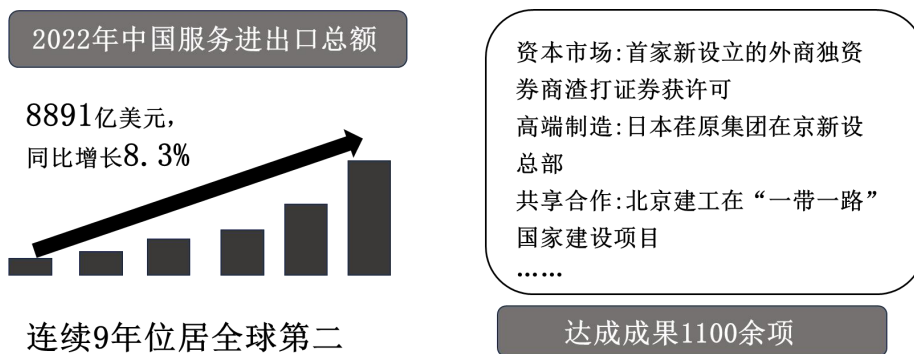 2022年中国服务进出口总额
8891亿美元，
同比增长8.3%
连续9年位居全球第二
资本市场:首家新设立的外商独资
券商渣打证券获许可
高端制造:日本荏原集团在京新设
总部
共享合作:北京建工在“一带一路”
国家建设项目
……
达成成果1100余项